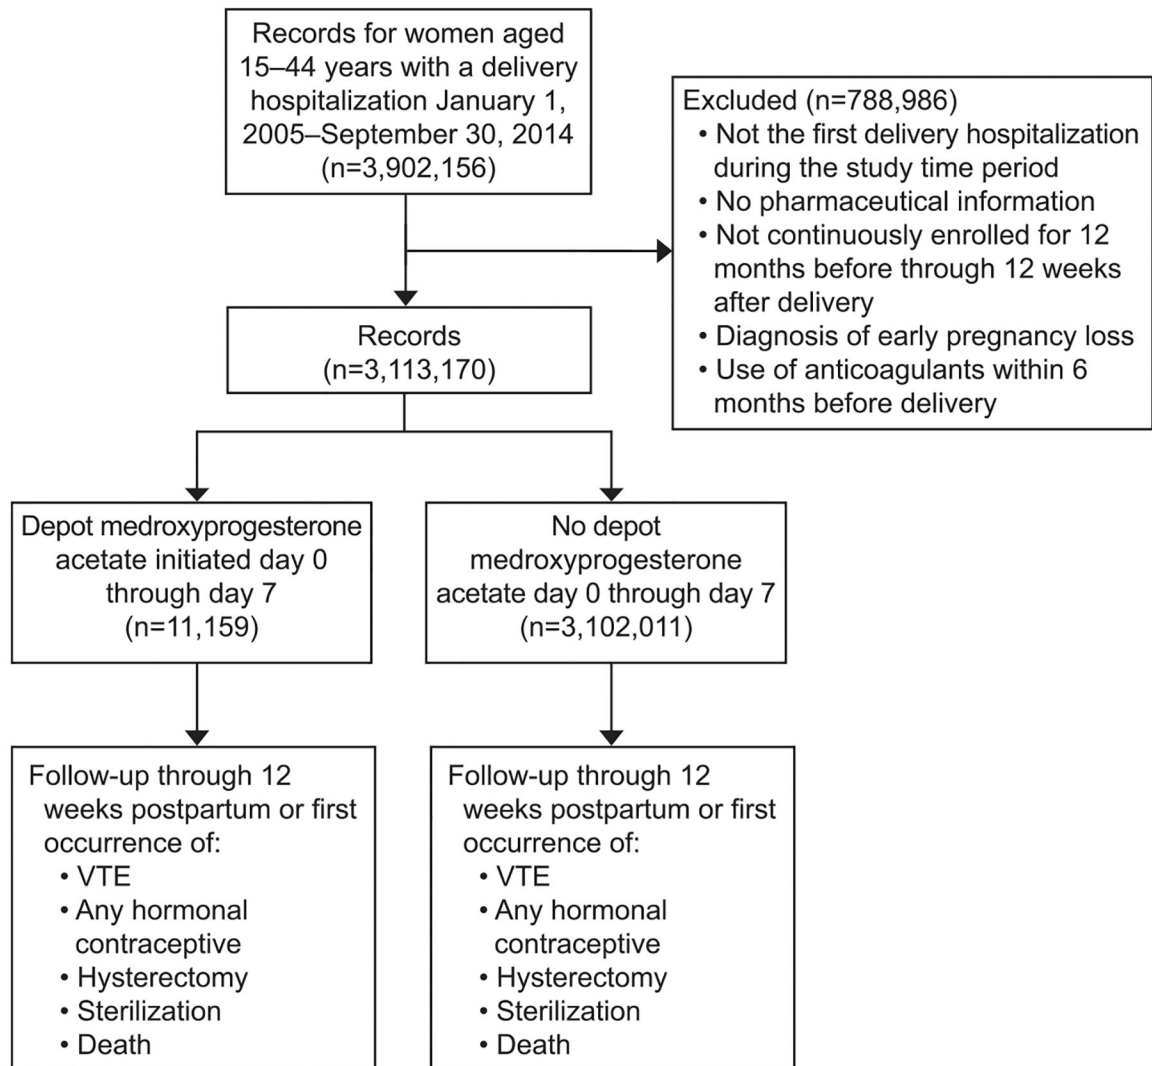 Records for women aged
15–44 years with a delivery
hospitalization January 1,
2005–September 30, 2014
(n=3,902,156)
Excluded (n=788,986)
• Not the first delivery hospitalization
during the study time period
• No pharmaceutical information
• Not continuously enrolled for 12
months before through 12 weeks
after delivery
• Diagnosis of early pregnancy loss
• Use of anticoagulants within 6
months before delivery
Records
(n=3,113,170)
Depot medroxyprogesterone
acetate initiated day 0
through day 7
(n=11,159)
No depot
medroxyprogesterone
acetate day 0 through day 7
(n=3,102,011)
Follow-up through 12
weeks postpartum or first
occurrence of:
• VTE
• Any hormonal
contraceptive
• Hysterectomy
• Sterilization
• Death
Follow-up through 12
weeks postpartum or first
occurrence of:
• VTE
• Any hormonal
contraceptive
• Hysterectomy
• Sterilization
• Death